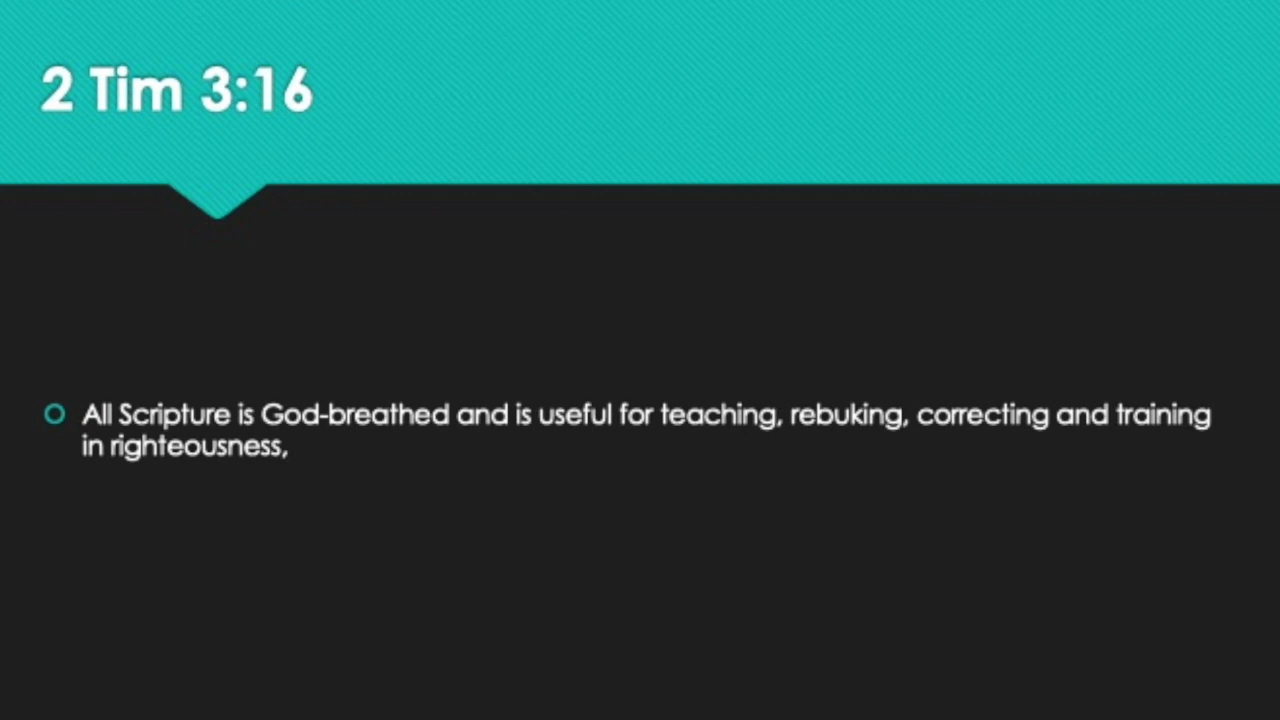 2 Tim 3:16
All Scripture is God-breathed and is useful for teaching, rebuking, correcting and training
in righteousness,